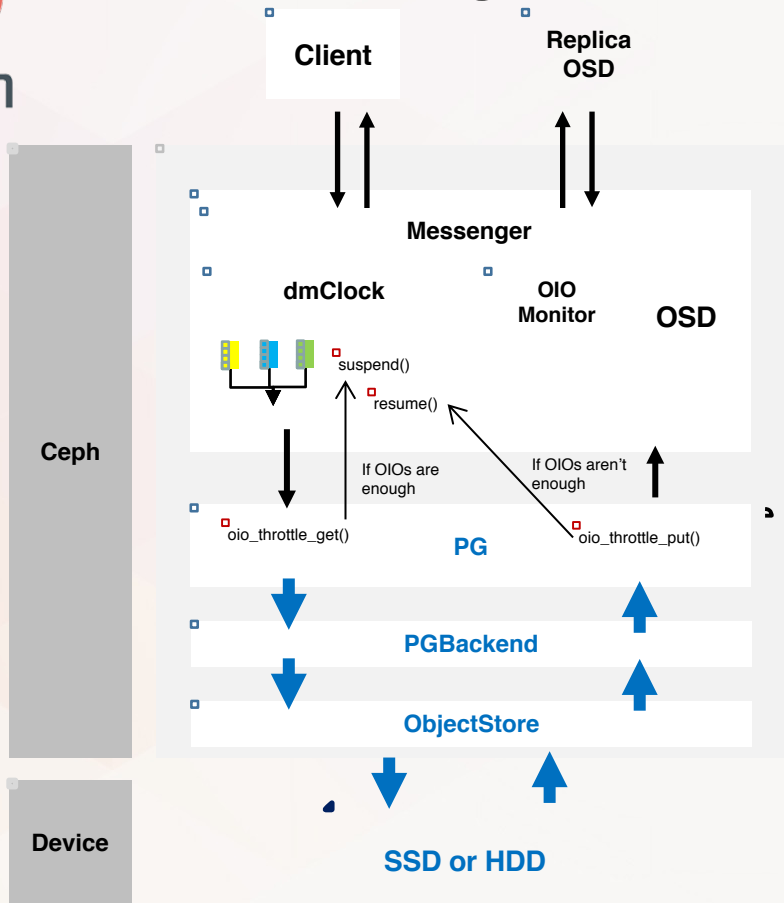 Client
Replica
OSD
Messenger
dmClock
OIO
Monitor
OSD
suspend()
resume()
Ceph
If OIOs are
enough
If OIOs aren't
enough
oio_throttle_get()
PG
oio_throttle_put()
PGBackend
ObjectStore
Device
SSD or HDD